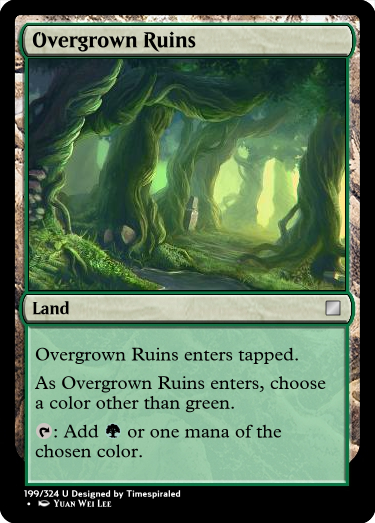 Overgrown Ruins
Land
Overgrown Ruins enters tapped.
As Overgrown Ruins enters, choose
a color other than green.
: Add or one mana of the
chosen color.
199/324 U Designed by Timespiraled
• Yuan Wei Lee